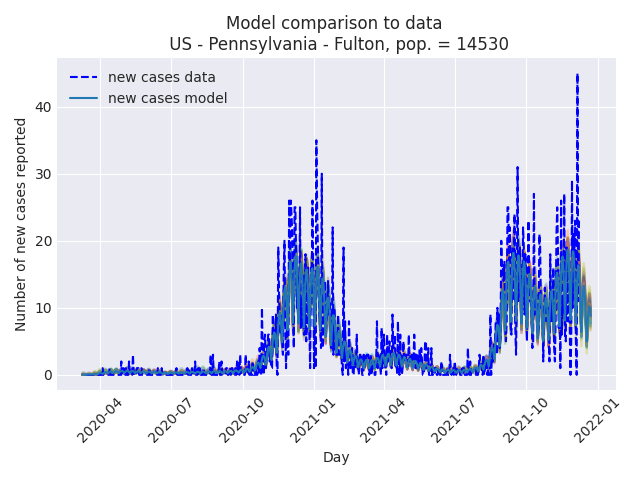 Model comparison to data
US - Pennsylvania - Fulton, pop. = 14530
new cases data
new cases model
Number of new cases reported
40
30
20
10
0
2020-04
2020-07
2020-10
2021-01
2021-04
2021-07
2021-10
2022-01
Day